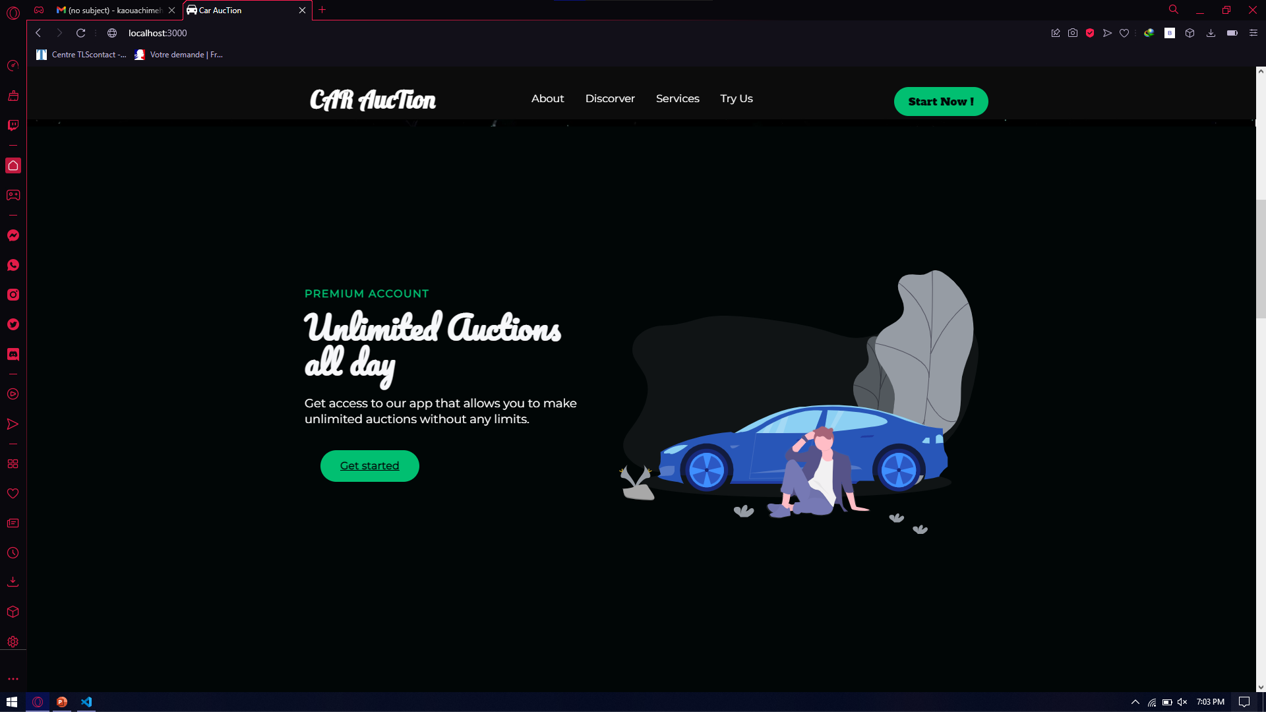 (no subject) - kaouachimeh
Car AucTion
localhost:3000
Centre TLScontact -...
Votre demande | Fr...
CAR AucTion
About
Discorver
Services
Try Us
Start Now !
PREMIUM ACCOUNT
Unlimited Auctions
all day
Get access to our app that allows you to make
unlimited auctions without any limits.
Get started
7:03 PM